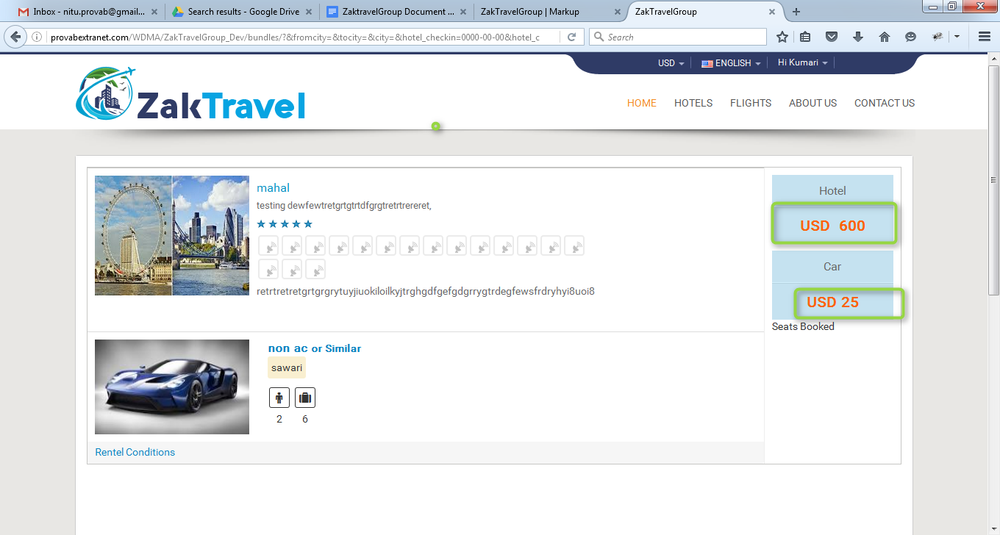 Inbox - nitu.provab@gmail...
Search results - Google Drive
ZaktravelGroup Document ...
ZakTravelGroup | Markup
ZakTravelGroup
provabextranet.com/WDMA/ZakTravelGroup_Dev/bundles/?&fromcity=&tocity=&city=&hotel_checkin=0000-00-00&hotel_c
Search
USD
ENGLISH
Hi Kumari
ZakTravel
HOME
HOTELS
FLIGHTS
ABOUT US
CONTACT US
mahal
testing dewfewtretgrtgtrtdfgrgtretrtrereret,
retrtretretgrtgrgrytuyjiuokiloilkyjtrghgdfgefgdgrrygtrdegfewsfrdryhyi8uoi8
Hotel
USD 600
Car
USD 25
Seats Booked
non ac or Similar
sawari
2 6
Rentel Conditions